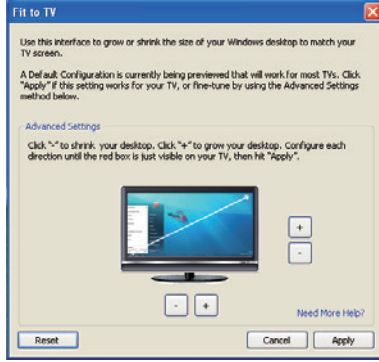 Fit to TV
Use this interface to grow or shrink the size of your Windows desktop to match your
TV screen.
A Default Configuration is currently being previewed that will work for most TVs. Click
"Apply" if this setting works for your TV, or fine-tune by using the Advanced Settings
method below.
Advanced Settings
Click "-" to shrink your desktop. Click "+" to grow your desktop. Configure each
direction until the red box is just visible on your TV, then hit "Apply".
+
-
- +
Need More Help?
Reset Cancel Apply